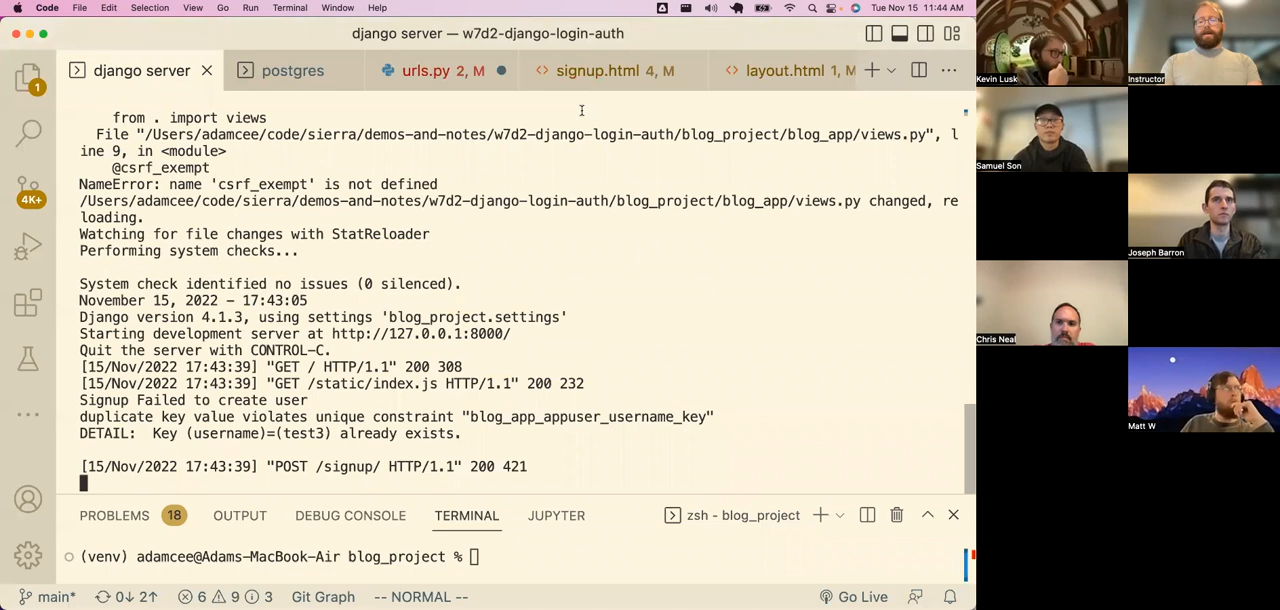 Code File Edit Selection View Go Run Terminal Window Help Tue Nov 15 11:44 AM
django server — w7d2-django-login-auth
django server postgres urls.py 2, M signup.html 4, M layout.html 1, M
from . import views
File "/Users/adamcee/code/sierra/demos-and-notes/w7d2-django-login-auth/blog_project/blog_app/views.py", l
ine 9, in <module>
@csrf_exempt
NameError: name 'csrf_exempt' is not defined
/Users/adamcee/code/sierra/demos-and-notes/w7d2-django-login-auth/blog_project/blog_app/views.py changed, re
loading.
Watching for file changes with StatReloader
Performing system checks...
System check identified no issues (0 silenced).
November 15, 2022 - 17:43:05
Django version 4.1.3, using settings 'blog_project.settings'
Starting development server at http://127.0.0.1:8000/
Quit the server with CONTROL-C.
[15/Nov/2022 17:43:39] "GET / HTTP/1.1" 200 308
[15/Nov/2022 17:43:39] "GET /static/index.js HTTP/1.1" 200 232
Signup Failed to create user
duplicate key value violates unique constraint "blog_app_appuser_username_key"
DETAIL:  Key (username)=(test3) already exists.
[15/Nov/2022 17:43:39] "POST /signup/ HTTP/1.1" 200 421
PROBLEMS 18 OUTPUT DEBUG CONSOLE TERMINAL JUPYTER zsh - blog_project
(venv) adamcee@Adams-MacBook-Air blog_project %
main* 0↓ 2↑ 6 9 3 Git Graph -- NORMAL -- Go Live
1
4K+
Kevin Lusk
Instructor
Samuel Son
Joseph Barron
Chris Neal
Matt W